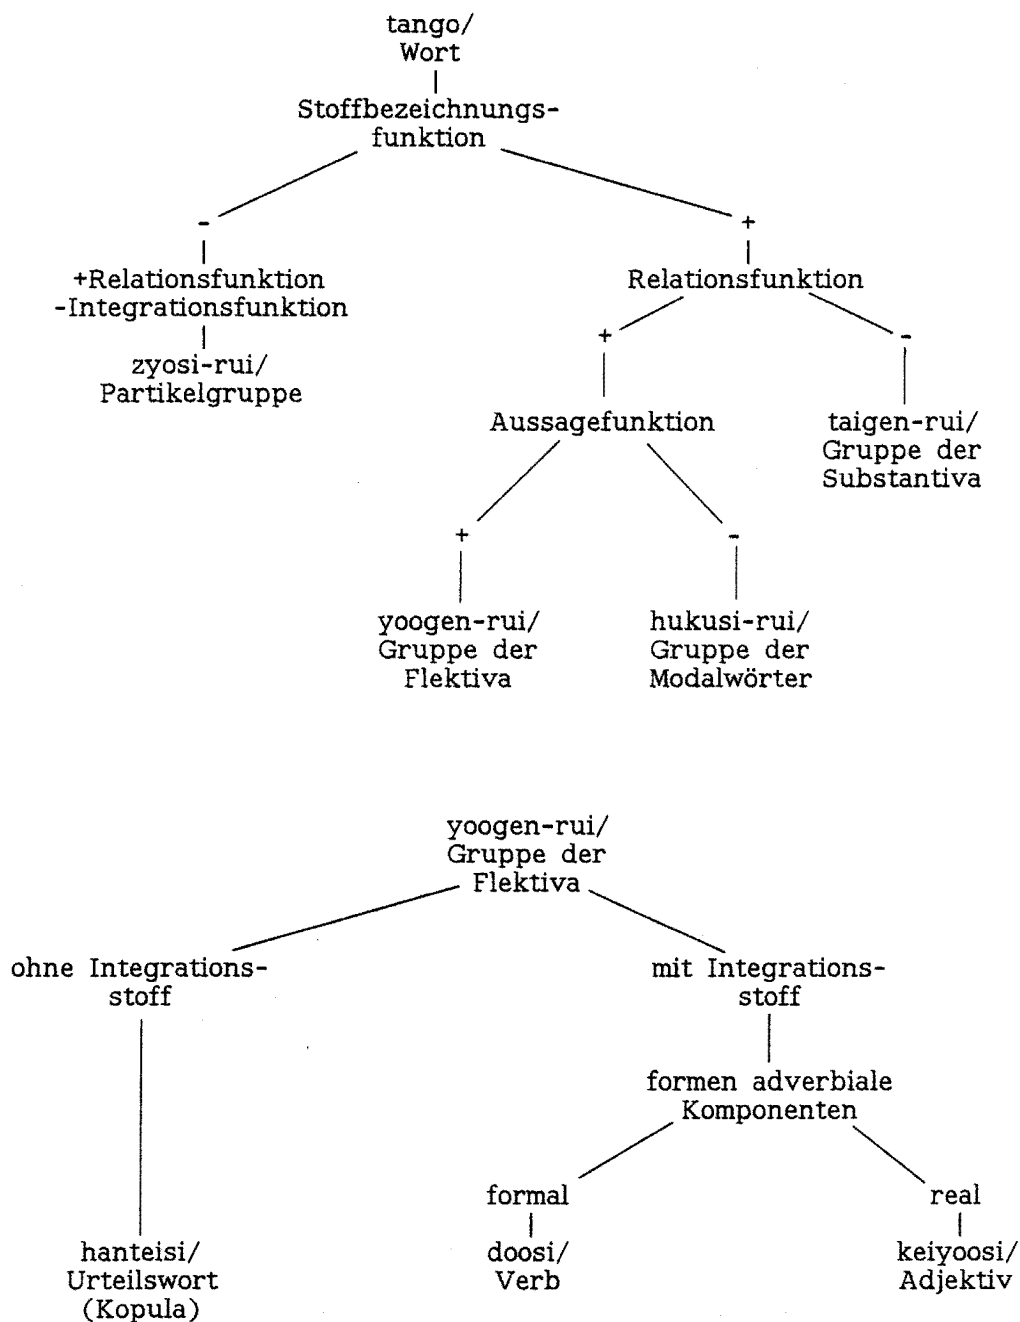 tango/
Wort
Stoffbezeichnungs-
funktion
-
+
+Relationsfunktion
-Integrationsfunktion
Relationsfunktion
zyosi-rui/
Partikelgruppe
+
-
Aussagefunktion
taigen-rui/
Gruppe der
Substantiva
+
-
yoogen-rui/
Gruppe der
Flektiva
hukusi-rui/
Gruppe der
Modalwörter
yoogen-rui/
Gruppe der
Flektiva
ohne Integrations-
stoff
mit Integrations-
stoff
formen adverbiale
Komponenten
formal
real
hanteisi/
Urteilswort
(Kopula)
doosi/
Verb
keiyoosi/
Adjektiv